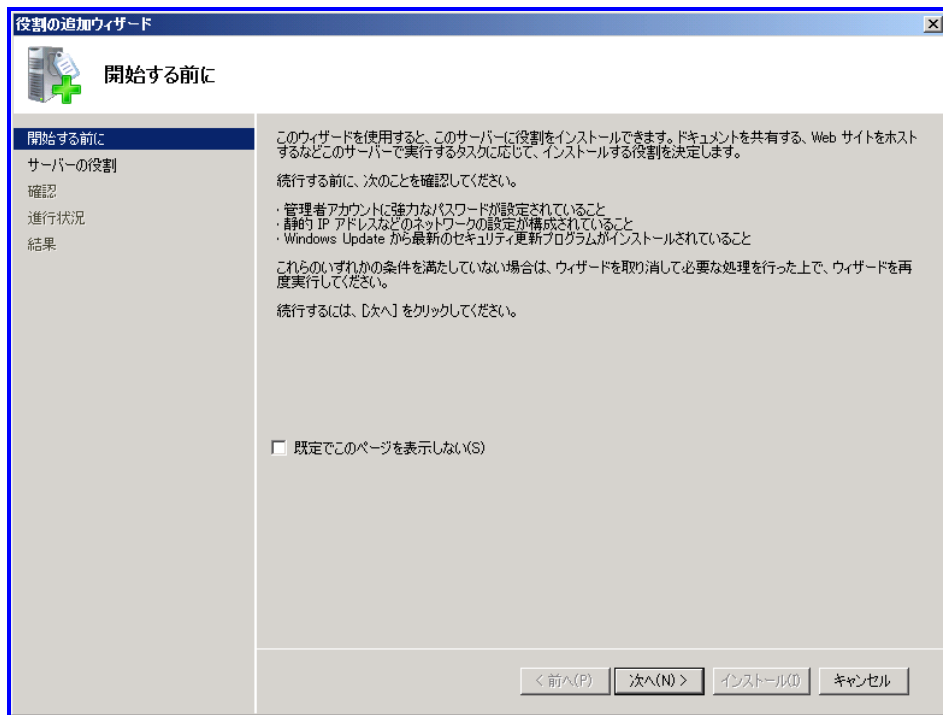 役割の追加ウィザード
開始する前に
開始する前に
サーバーの役割
確認
進行状況
結果
このウィザードを使用すると、このサーバーに役割をインストールできます。ドキュメントを共有する、Web サイトをホスト
するなどこのサーバーで実行するタスクに応じて、インストールする役割を決定します。
続行する前に、次のことを確認してください。
・管理者アカウントに強力なパスワードが設定されていること
・静的 IP アドレスなどのネットワークの設定が構成されていること
・Windows Update から最新のセキュリティ更新プログラムがインストールされていること
これらのいずれかの条件を満たしていない場合は、ウィザードを取り消して必要な処理を行った上で、ウィザードを再
度実行してください。
続行するには、[次へ] をクリックしてください。
既定でこのページを表示しない(S)
< 前へ(P)
次へ(N) >
インストール(I)
キャンセル